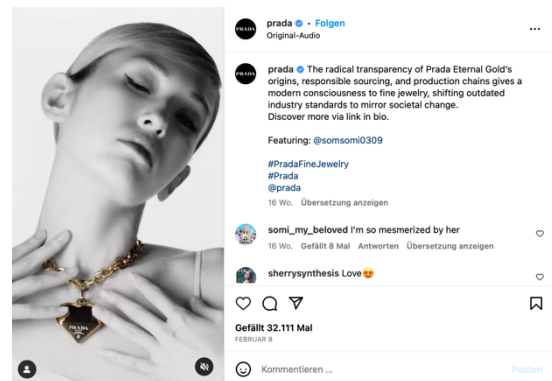 PRADA
prada • Folgen
Original-Audio
prada The radical transparency of Prada Eternal Gold's
origins, responsible sourcing, and production chains gives a
modern consciousness to fine jewelry, shifting outdated
industry standards to mirror societal change.
Discover more via link in bio.
Featuring: @somsomi0309
#PradaFineJewelry
#Prada
@prada
16 Wo. Übersetzung anzeigen
somi_my_beloved I'm so mesmerized by her
16 Wo. Gefällt 8 Mal Antworten Übersetzung anzeigen
sherrysynthesis Love😍
Gefällt 32.111 Mal
FEBRUAR 8
Kommentieren ...
Posten
PRADA
PRADA